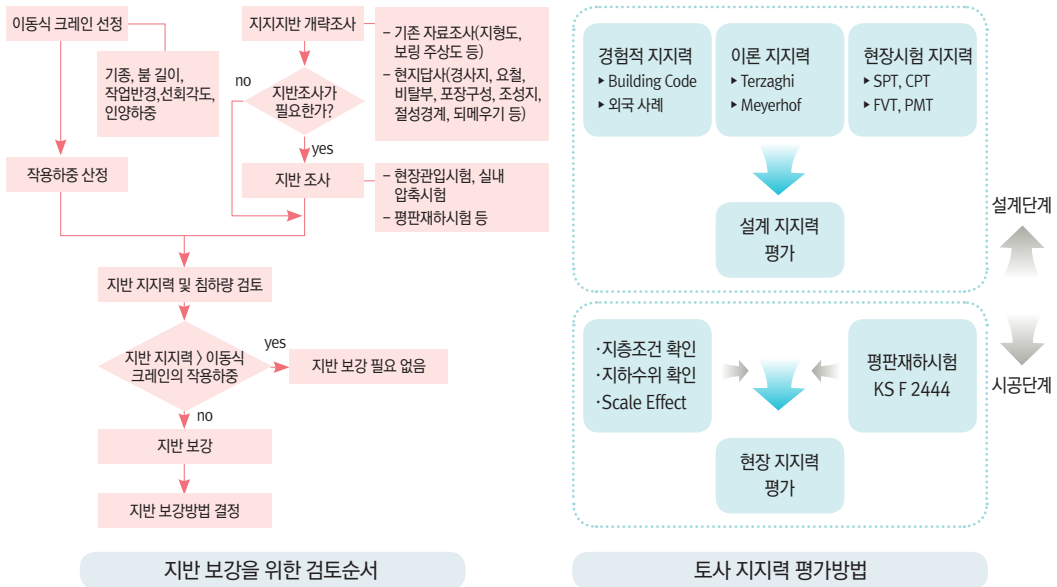 이동식 크레인 선정
기종, 붐 길이,
작업반경,선회각도,
인양하중
작용하중 산정
지지지반 개략조사
– 기존 자료조사(지형도,
보링 주상도 등)
– 현지답사(경사지, 요철,
비탈부, 포장구성, 조성지,
절성경계, 되메우기 등)
no
지반조사가
필요한가?
yes
지반 조사
– 현장관입시험, 실내
압축시험
– 평판재하시험 등
지반 지지력 및 침하량 검토
지반 지지력 〉 이동식
크레인의 작용하중
yes
지반 보강 필요 없음
no
지반 보강
지반 보강방법 결정
지반 보강을 위한 검토순서
경험적 지지력
▸ Building Code
▸ 외국 사례
이론 지지력
▸ Terzaghi
▸ Meyerhof
현장시험 지지력
▸ SPT, CPT
▸ FVT, PMT
설계 지지력
평가
설계단계
시공단계
·지층조건 확인
·지하수위 확인
·Scale Effect
평판재하시험
KS F 2444
현장 지지력
평가
토사 지지력 평가방법